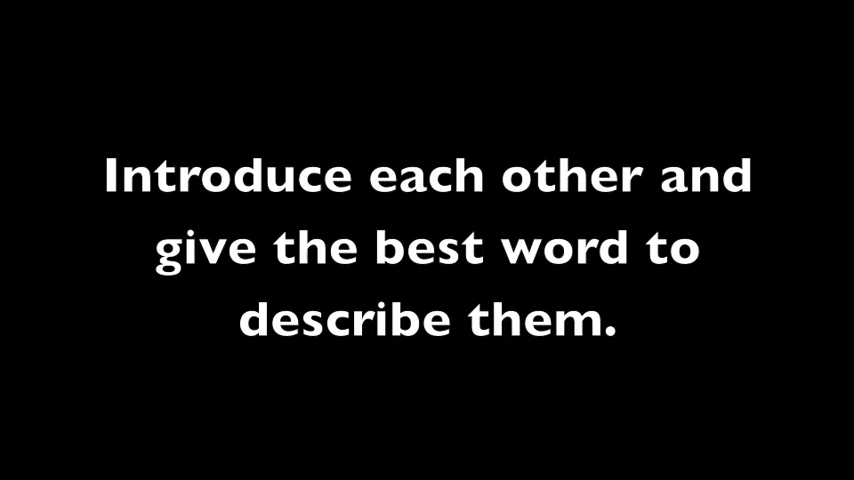 Introduce each other and
give the best word to
describe them.